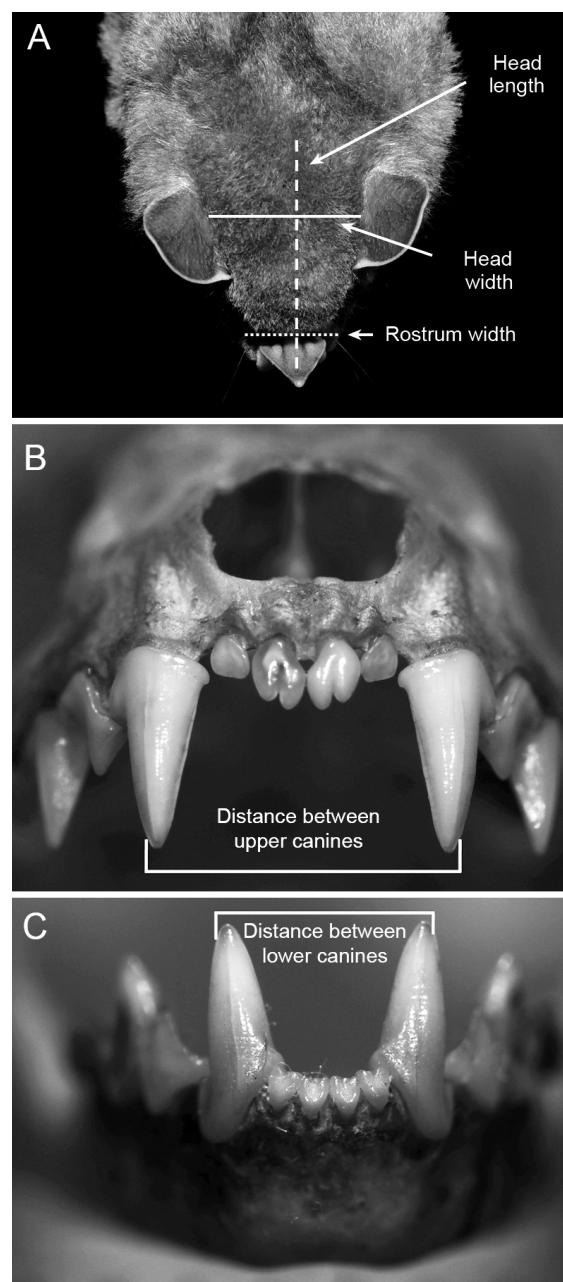 A
Head
length
Head
width
Rostrum width
B
Distance between
upper canines
C
Distance between
lower canines